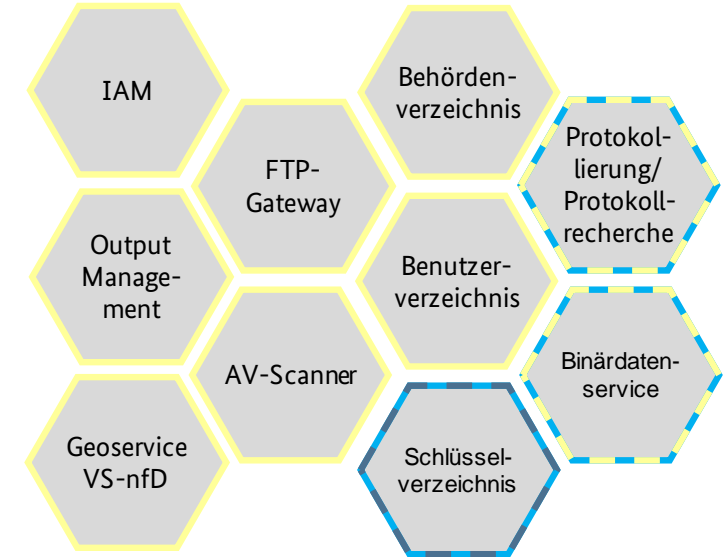 IAM
Behörden-
verzeichnis
FTP-
Gateway
Protokol-
lierung/
Protokoll-
recherche
Output
Manage-
ment
Benutzer-
verzeichnis
AV-Scanner
Binärdaten-
service
Geoservice
VS-nfD
Schlüssel-
verzeichnis